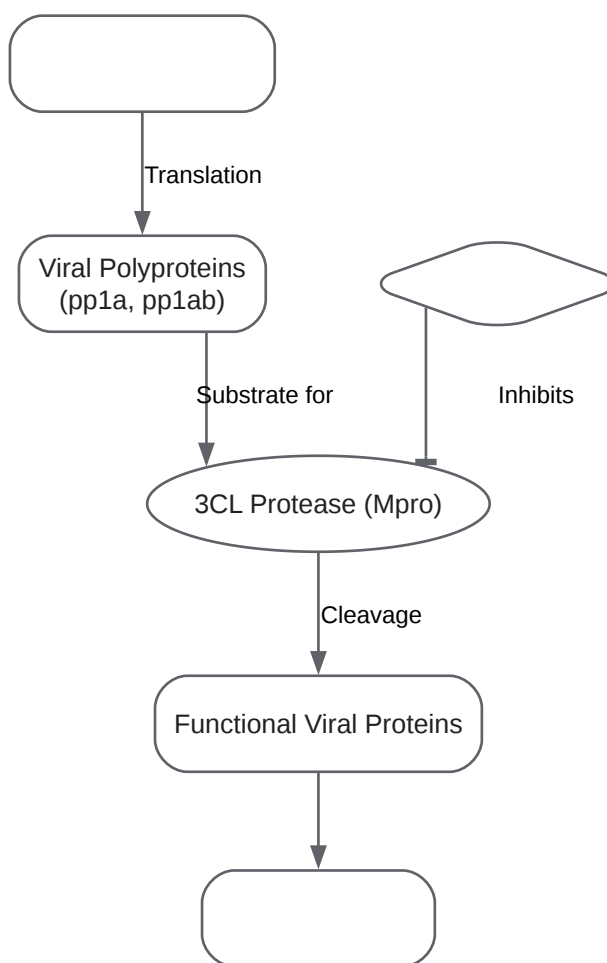 Translation
Viral Polyproteins
(pp1a, pp1ab)
Substrate for
Inhibits
3CL Protease (Mpro)
Cleavage
Functional Viral Proteins